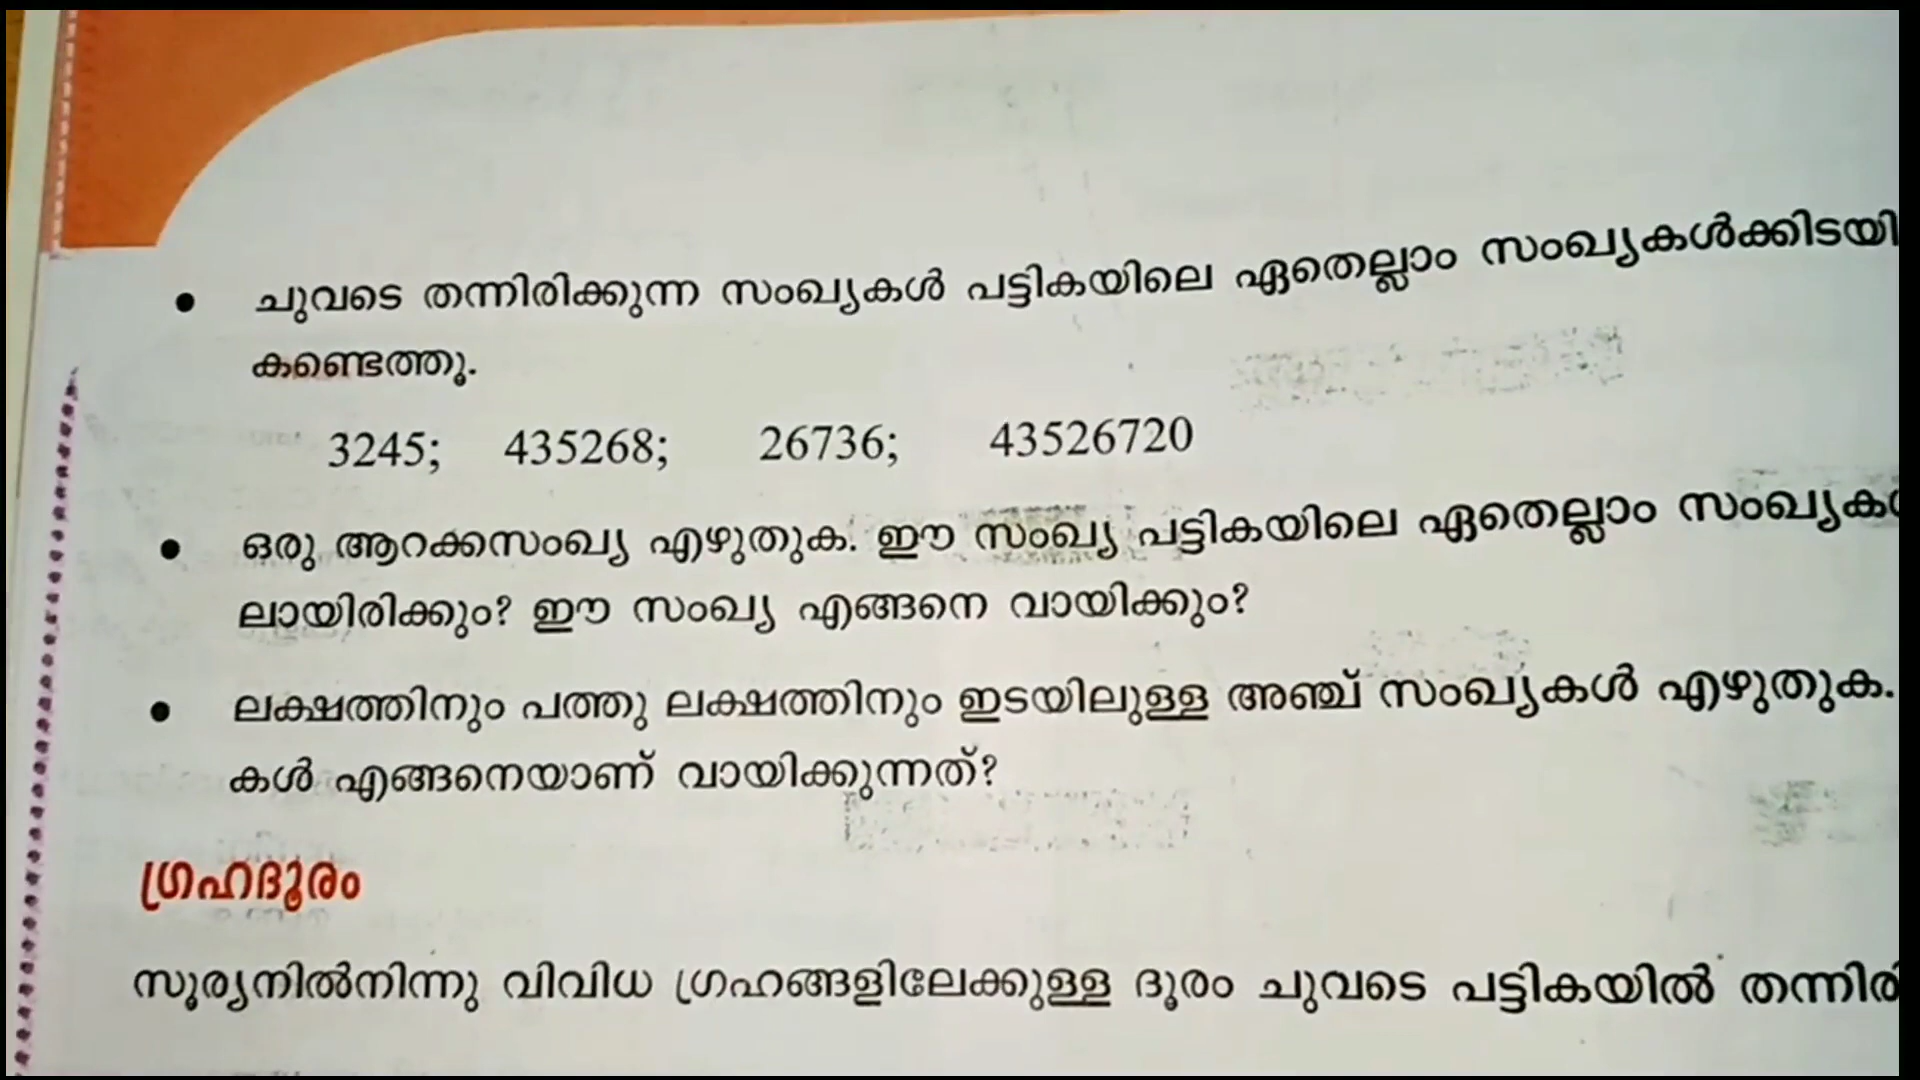 • ചുവടെ തന്നിരിക്കുന്ന സംഖ്യകൾ പട്ടികയിലെ ഏതെല്ലാം സംഖ്യകൾക്കിടയി
കണ്ടെത്തൂ.
3245; 435268; 26736; 43526720
• ഒരു ആറക്കസംഖ്യ എഴുതുക. ഈ സംഖ്യ പട്ടികയിലെ ഏതെല്ലാം സംഖ്യക
ലായിരിക്കും? ഈ സംഖ്യ എങ്ങനെ വായിക്കും?
• ലക്ഷത്തിനും പത്തു ലക്ഷത്തിനും ഇടയിലുള്ള അഞ്ച് സംഖ്യകൾ എഴുതുക.
കൾ എങ്ങനെയാണ് വായിക്കുന്നത്?
ഗ്രഹദൂരം
സൂര്യനിൽനിന്നു വിവിധ ഗ്രഹങ്ങളിലേക്കുള്ള ദൂരം ചുവടെ പട്ടികയിൽ തന്നിരി